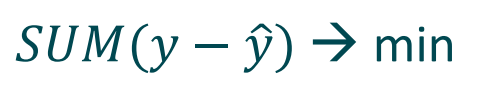 SUM(y − ŷ) → min